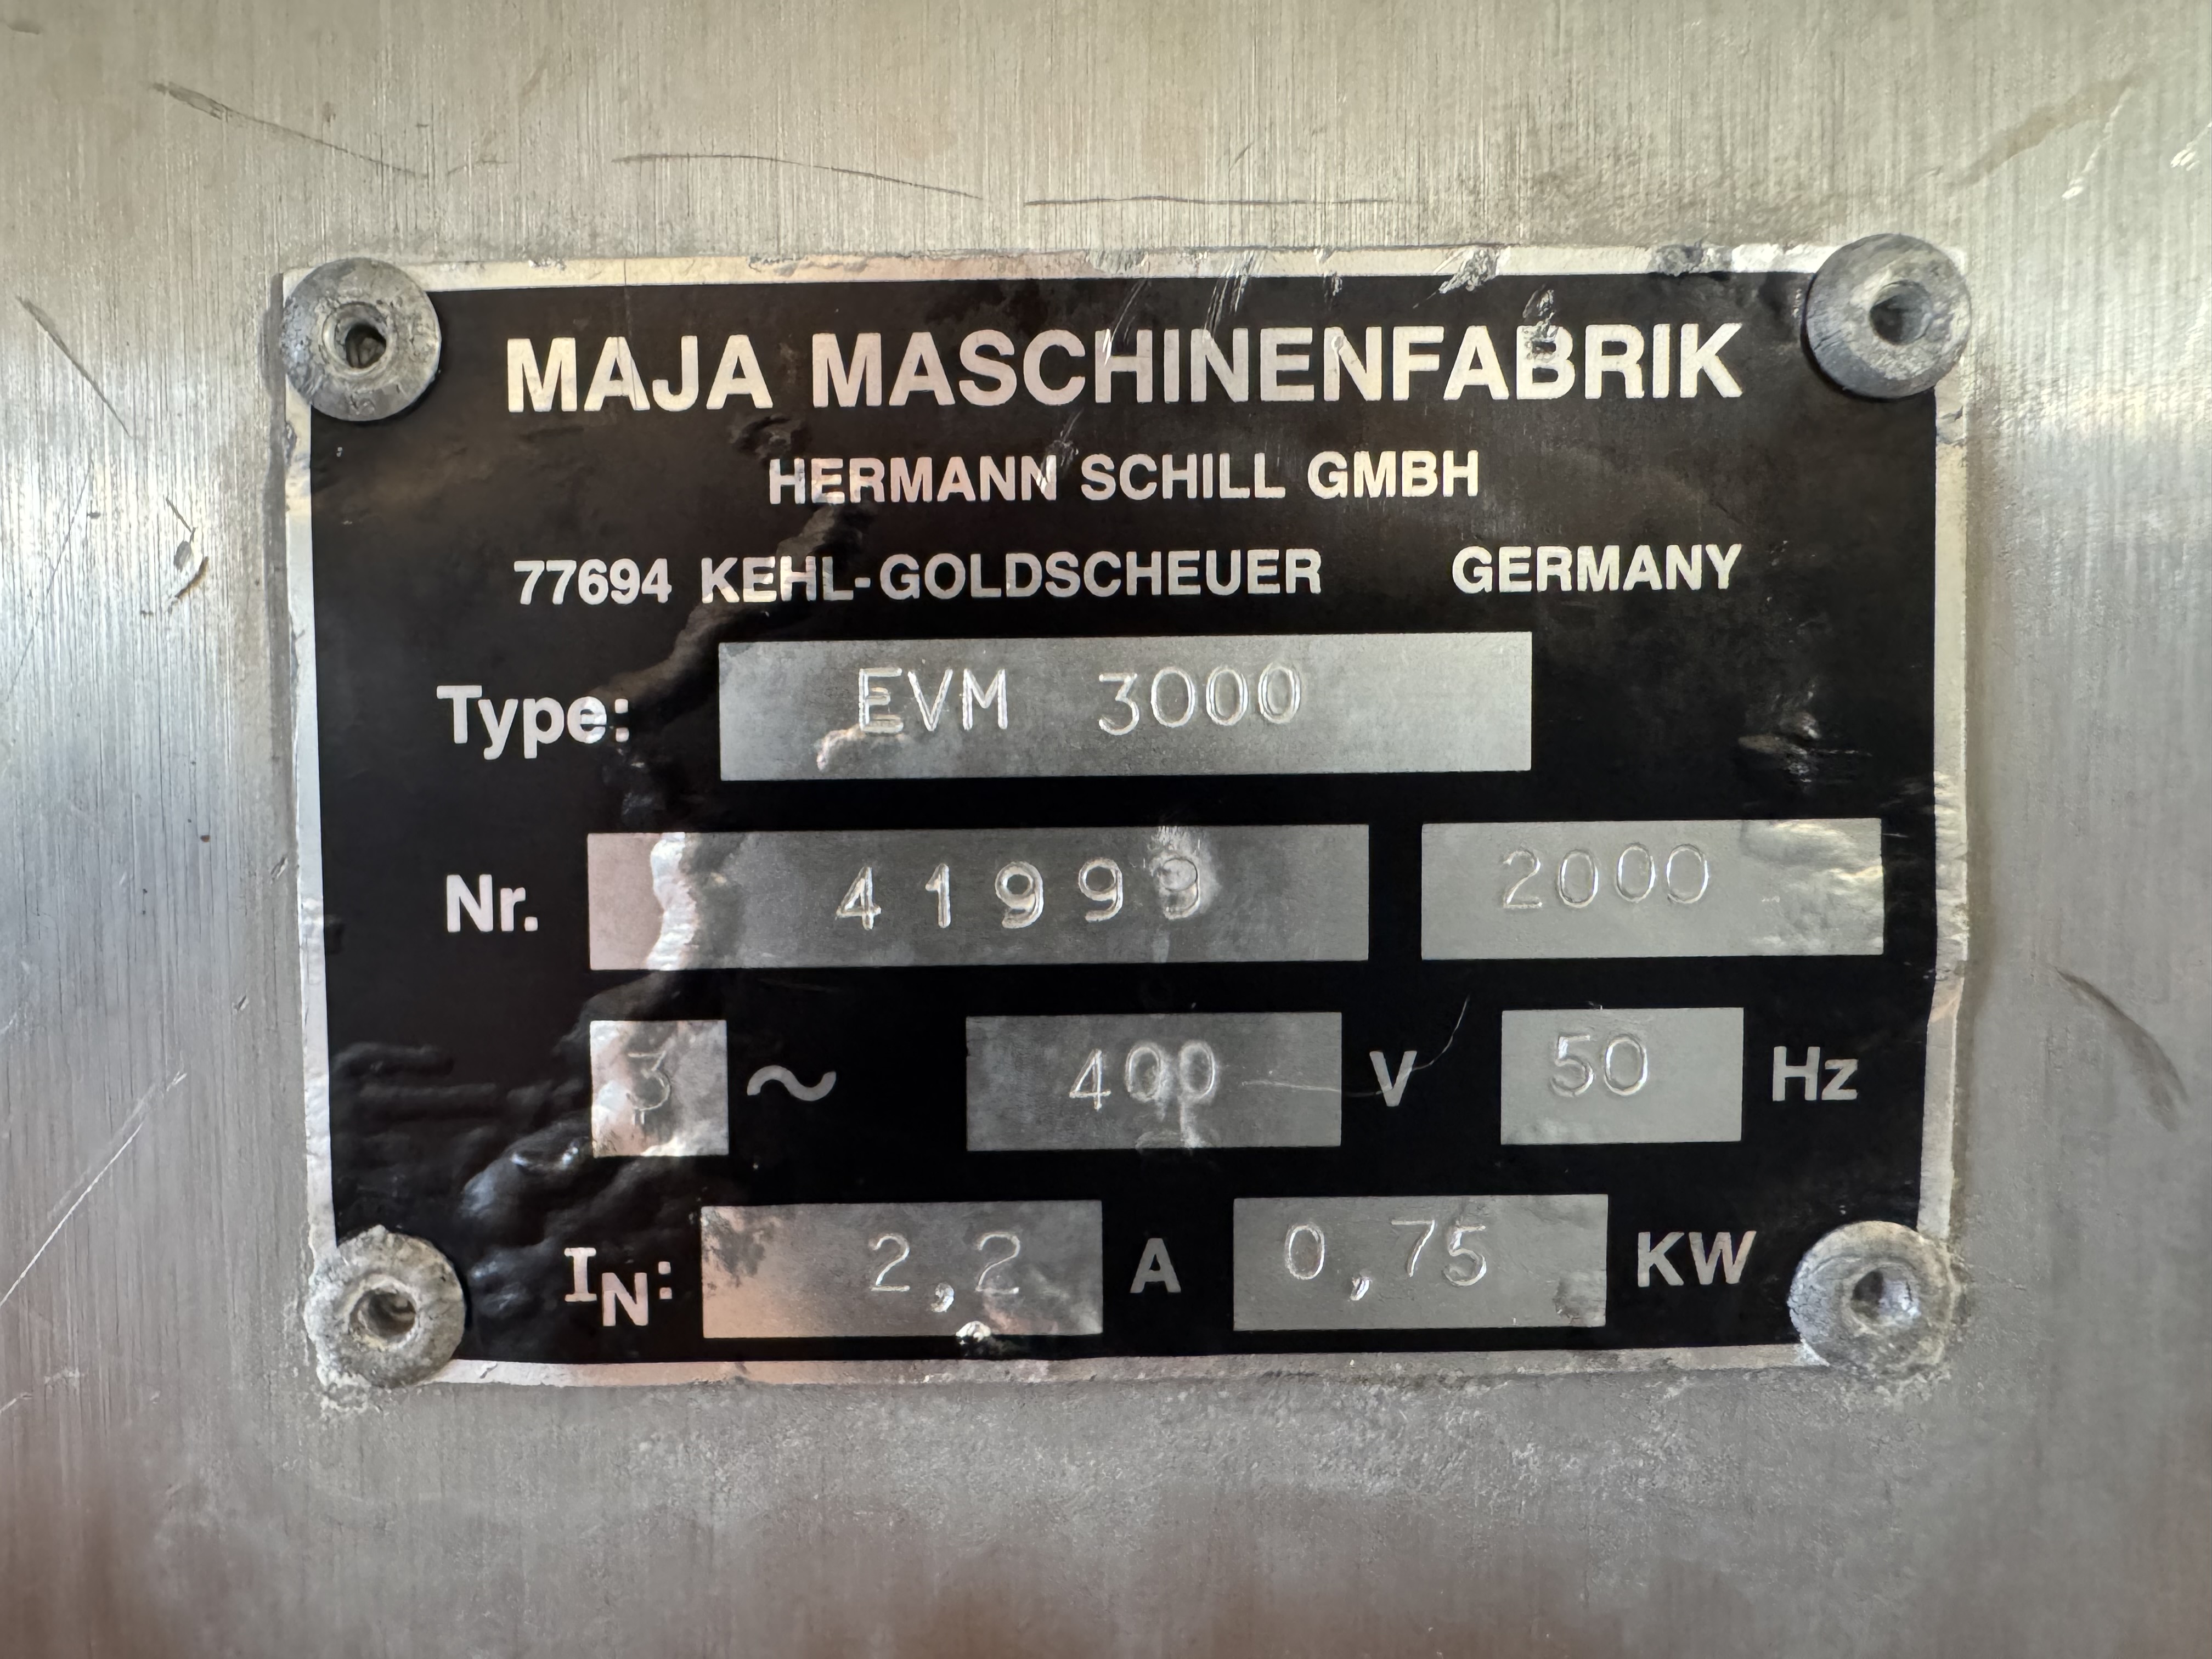 MAJA MASCHINENFABRIK
HERMANN SCHILL GMBH
77694 KEHL-GOLDSCHEUER GERMANY
Type: EVM 3000
Nr. 41999 2000
3 ~ 400 V 50 Hz
IN: 2,2 A 0,75 KW